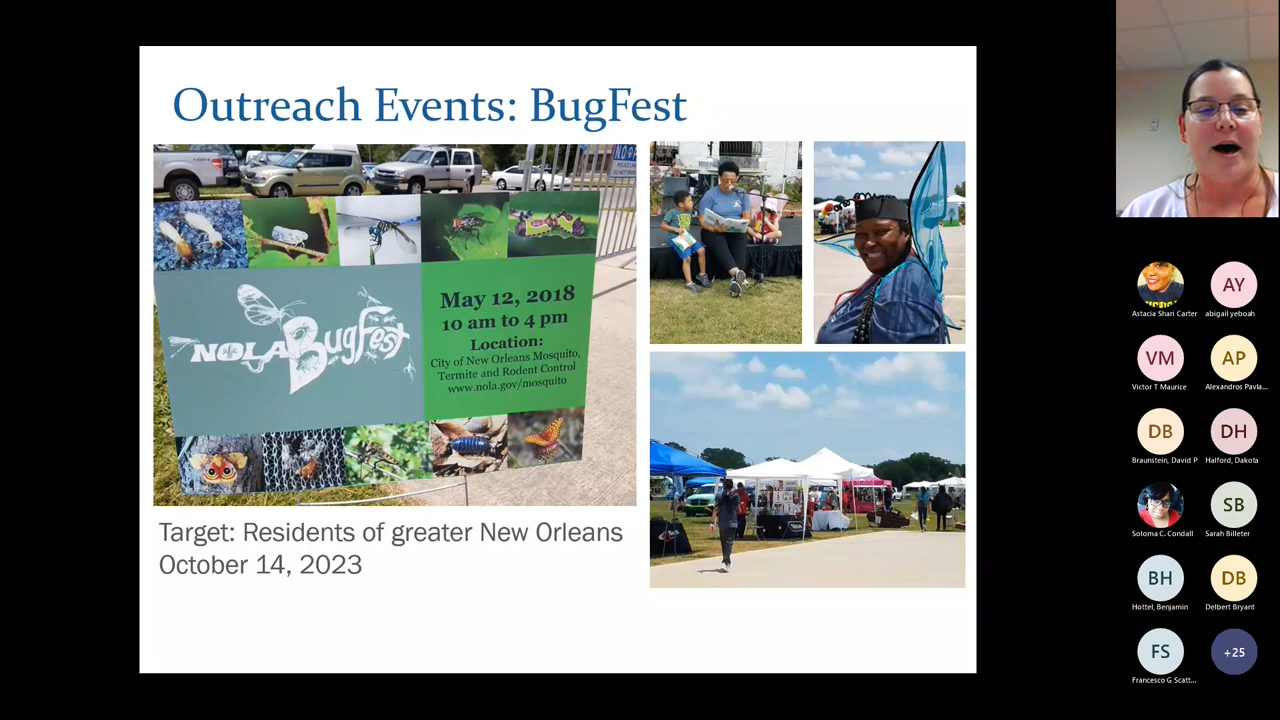 Outreach Events: BugFest
NOLA BugFest
May 12, 2018
10 am to 4 pm
Location:
City of New Orleans Mosquito,
Termite and Rodent Control
www.nola.gov/mosquito
Target: Residents of greater New Orleans
October 14, 2023
AY
Astacia Shari Carter
abigail yeboah
VM
AP
Victor T Maurice
Alexandros Pavla...
DB
DH
Braunstein, David P
Halford, Dakota
SB
Soloma C. Condall
Sarah Billeter
BH
DB
Hottel, Benjamin
Delbert Bryant
FS
+25
Francesco G Scatt...